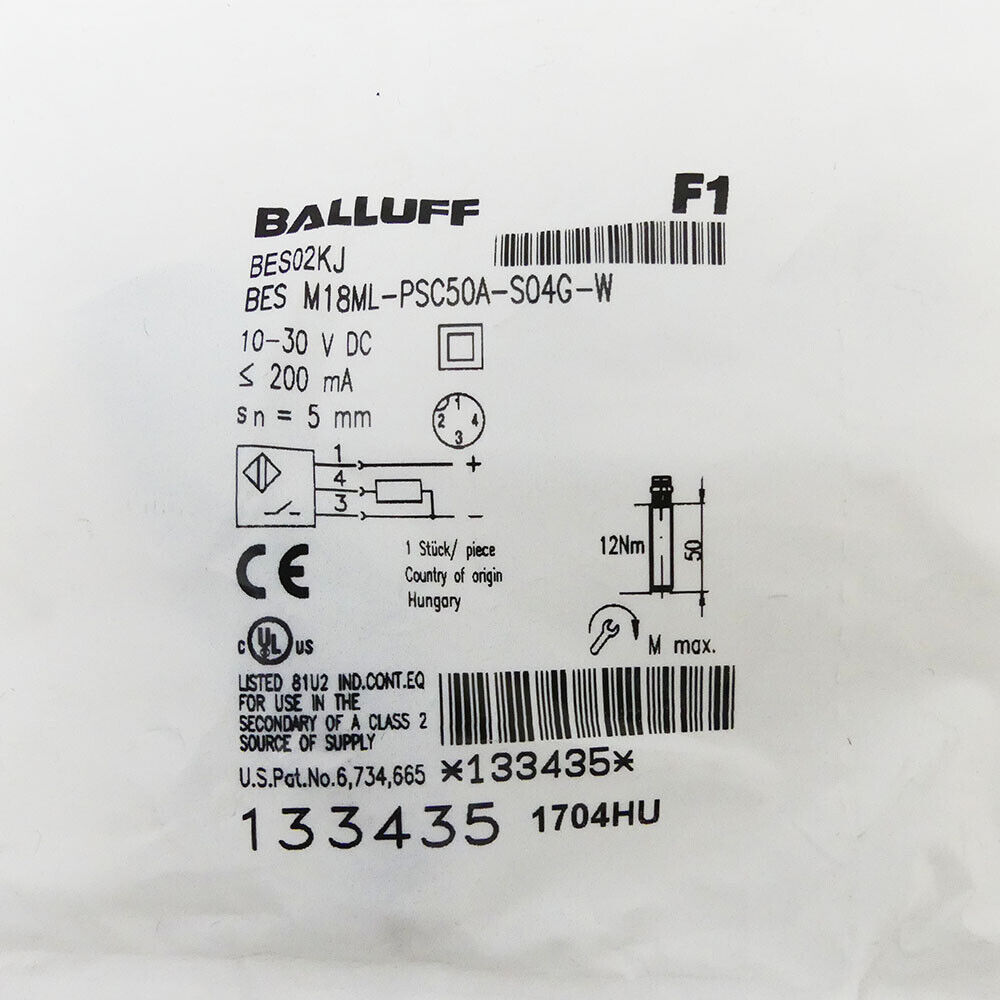 BALLUFF
F1
BES02KJ
BES M18ML-PSC50A-S04G-W
10-30 V DC
≤ 200 mA
sn = 5 mm
1
2 4
3
1
+
4
3
-
CE
1 Stück/ piece
Country of origin
Hungary
12Nm
50
M max.
c UL us
LISTED 81U2 IND.CONT.EQ
FOR USE IN THE
SECONDARY OF A CLASS 2
SOURCE OF SUPPLY
U.S.Pat.No.6,734,665
*133435*
133435
1704HU